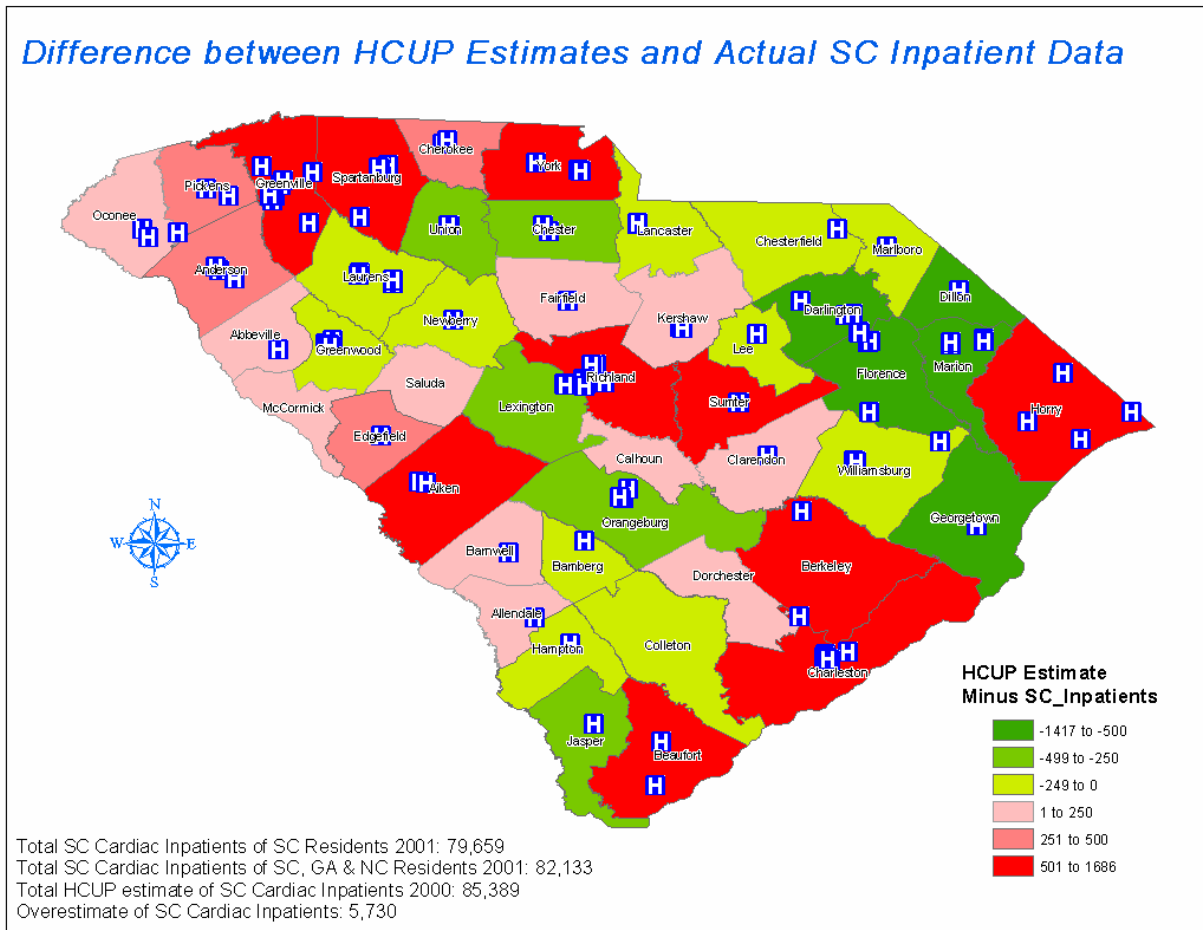 Difference between HCUP Estimates and Actual SC Inpatient Data
Cherokee
York
Spartanburg
Greenville
Pickens
Oconee
Union
Chester
Lancaster
Chesterfield
Marlboro
Anderson
Laurens
Dillon
Fairfield
Kershaw
Darlington
Newberry
Abbeville
Greenwood
Lee
Marion
Florence
Richland
Saluda
Lexington
Sumter
McCormick
Horry
Edgefield
Calhoun
Clarendon
Williamsburg
Aiken
Orangeburg
Georgetown
Barnwell
Bamberg
Berkeley
Dorchester
Allendale
Hampton
Colleton
Charleston
Jasper
Beaufort
N
W E
S
HCUP Estimate
Minus SC_Inpatients
-1417 to -500
-499 to -250
-249 to 0
1 to 250
251 to 500
501 to 1686
Total SC Cardiac Inpatients of SC Residents 2001: 79,659
Total SC Cardiac Inpatients of SC, GA & NC Residents 2001: 82,133
Total HCUP estimate of SC Cardiac Inpatients 2000: 85,389
Overestimate of SC Cardiac Inpatients: 5,730